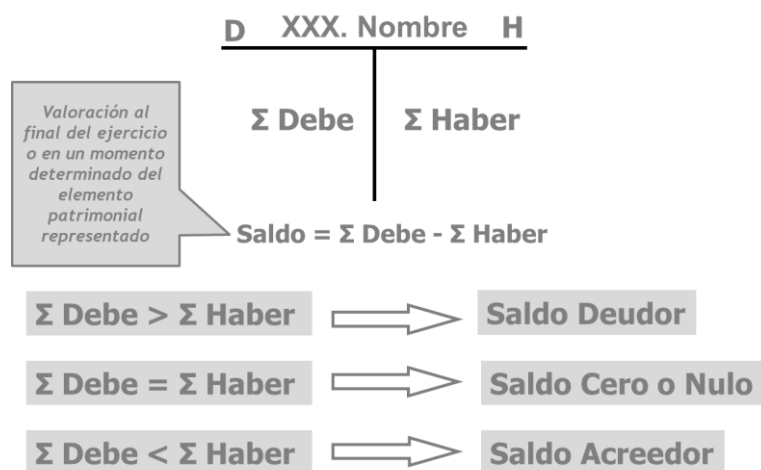 D XXX. Nombre H
Σ Debe Σ Haber
Valoración al
final del ejercicio
o en un momento
determinado del
elemento
patrimonial
representado
Saldo = Σ Debe - Σ Haber
Σ Debe > Σ Haber Saldo Deudor
Σ Debe = Σ Haber Saldo Cero o Nulo
Σ Debe < Σ Haber Saldo Acreedor